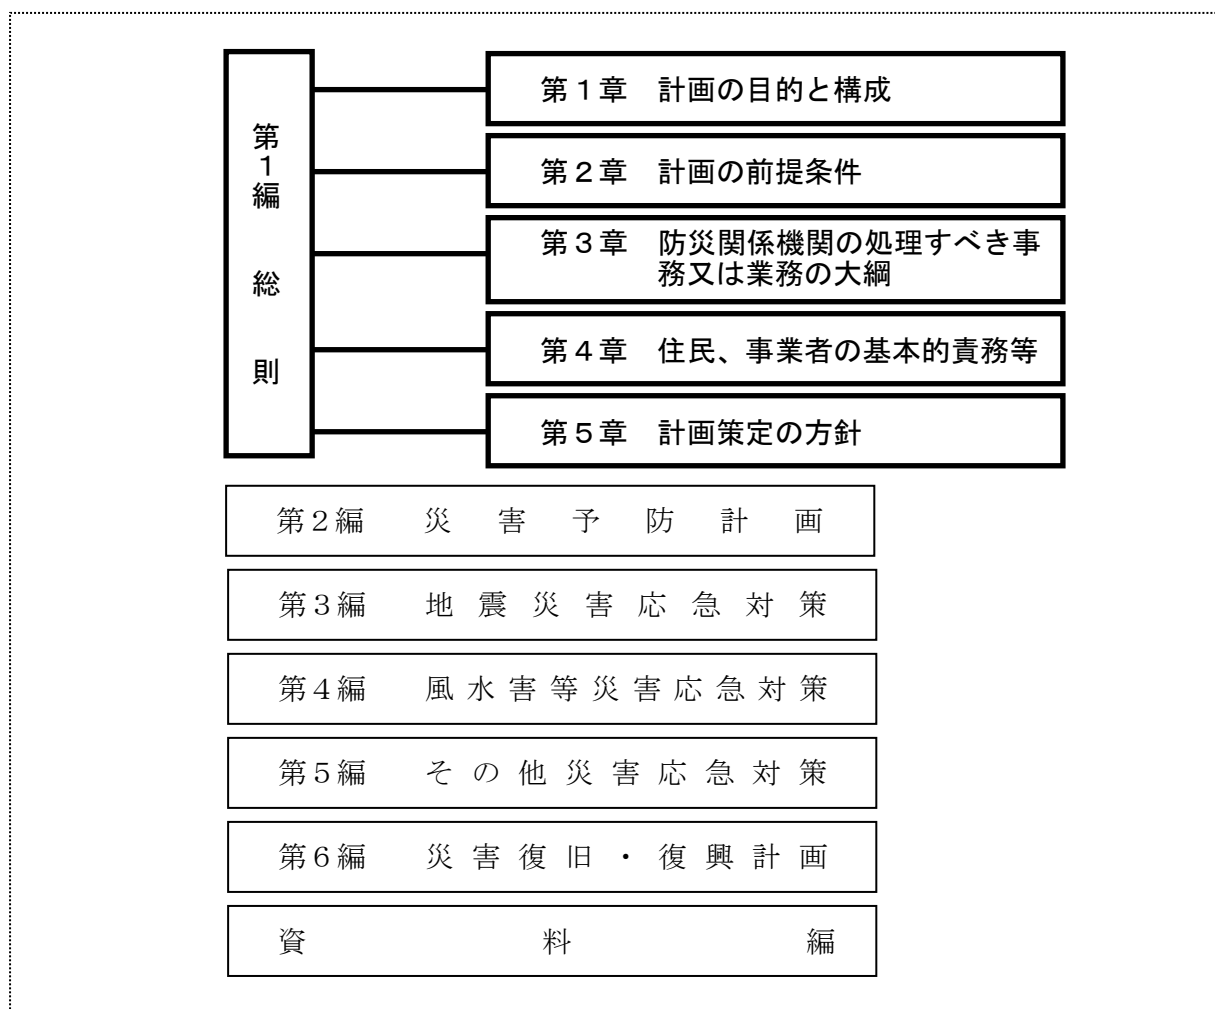 第1編 総則
第1章 計画の目的と構成
第2章 計画の前提条件
第3章 防災関係機関の処理すべき事
務又は業務の大綱
第4章 住民、事業者の基本的責務等
第5章 計画策定の方針
第2編 災害予防計画
第3編 地震災害応急対策
第4編 風水害等災害応急対策
第5編 その他災害応急対策
第6編 災害復旧・復興計画
資料編